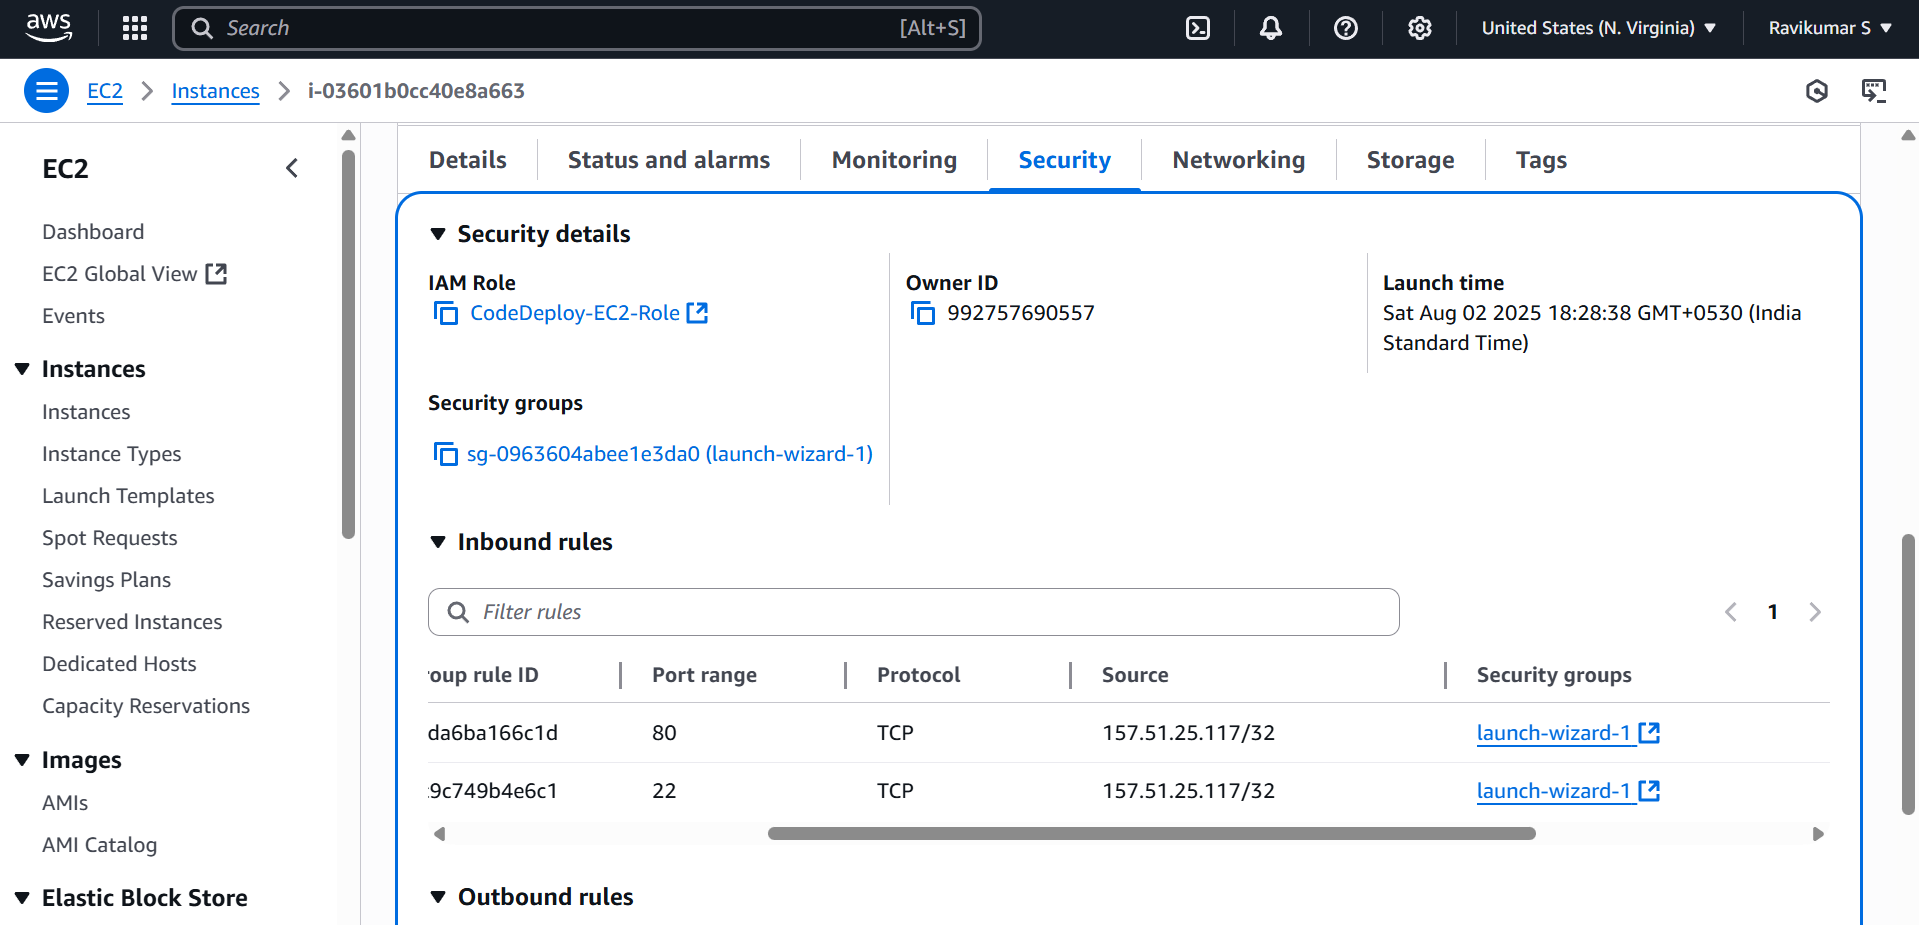 aws
Search [Alt+S]
United States (N. Virginia)
Ravikumar S
EC2
Instances
i-03601b0cc40e8a663
EC2
Dashboard
EC2 Global View
Events
Instances
Instances
Instance Types
Launch Templates
Spot Requests
Savings Plans
Reserved Instances
Dedicated Hosts
Capacity Reservations
Images
AMIs
AMI Catalog
Elastic Block Store
Details
Status and alarms
Monitoring
Security
Networking
Storage
Tags
Security details
IAM Role
CodeDeploy-EC2-Role
Owner ID
992757690557
Launch time
Sat Aug 02 2025 18:28:38 GMT+0530 (India
Standard Time)
Security groups
sg-0963604abee1e3da0 (launch-wizard-1)
Inbound rules
Filter rules
1
roup rule ID Port range Protocol Source Security groups
da6ba166c1d 80 TCP 157.51.25.117/32 launch-wizard-1
9c749b4e6c1 22 TCP 157.51.25.117/32 launch-wizard-1
Outbound rules